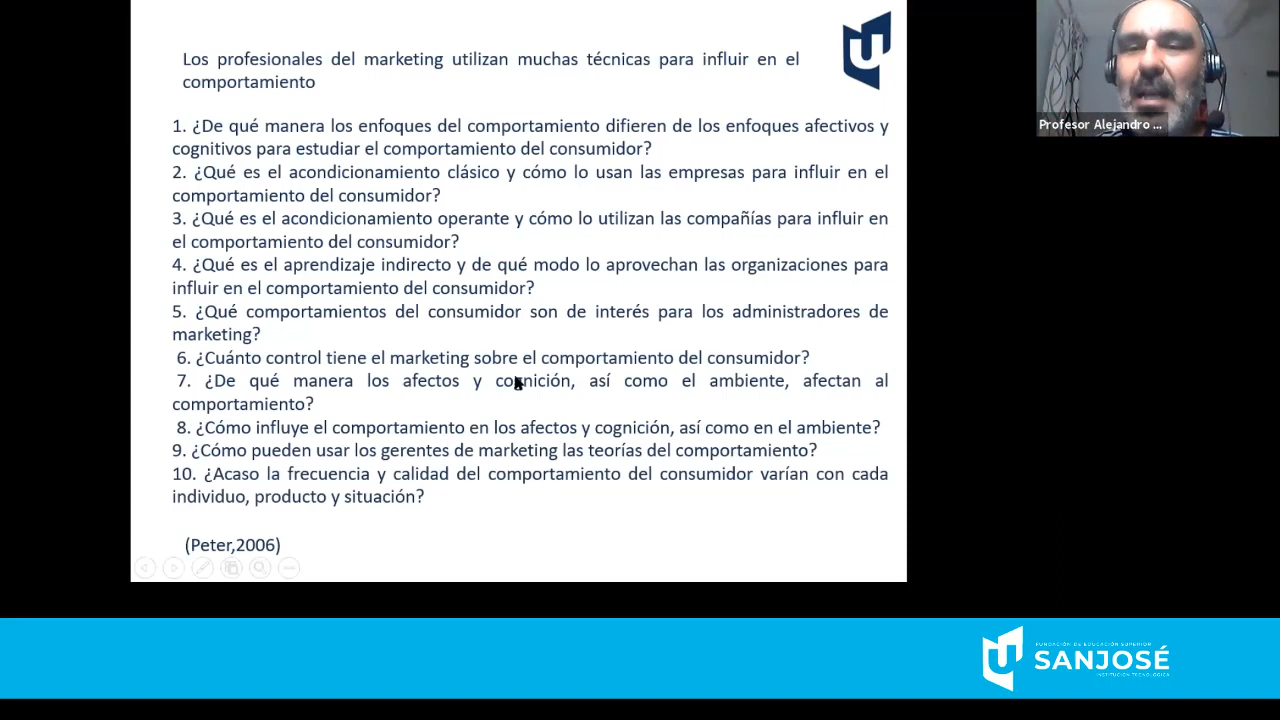 Los profesionales del marketing utilizan muchas técnicas para influir en el
comportamiento
1. ¿De qué manera los enfoques del comportamiento difieren de los enfoques afectivos y
cognitivos para estudiar el comportamiento del consumidor?
2. ¿Qué es el acondicionamiento clásico y cómo lo usan las empresas para influir en el
comportamiento del consumidor?
3. ¿Qué es el acondicionamiento operante y cómo lo utilizan las compañías para influir en
el comportamiento del consumidor?
4. ¿Qué es el aprendizaje indirecto y de qué modo lo aprovechan las organizaciones para
influir en el comportamiento del consumidor?
5. ¿Qué comportamientos del consumidor son de interés para los administradores de
marketing?
6. ¿Cuánto control tiene el marketing sobre el comportamiento del consumidor?
7. ¿De qué manera los afectos y cognición, así como el ambiente, afectan al
comportamiento?
8. ¿Cómo influye el comportamiento en los afectos y cognición, así como en el ambiente?
9. ¿Cómo pueden usar los gerentes de marketing las teorías del comportamiento?
10. ¿Acaso la frecuencia y calidad del comportamiento del consumidor varían con cada
individuo, producto y situación?
(Peter,2006)
Profesor Alejandro ...
FUNDACIÓN DE EDUCACIÓN SUPERIOR
SANJOSÉ
INSTITUCIÓN TECNOLÓGICA